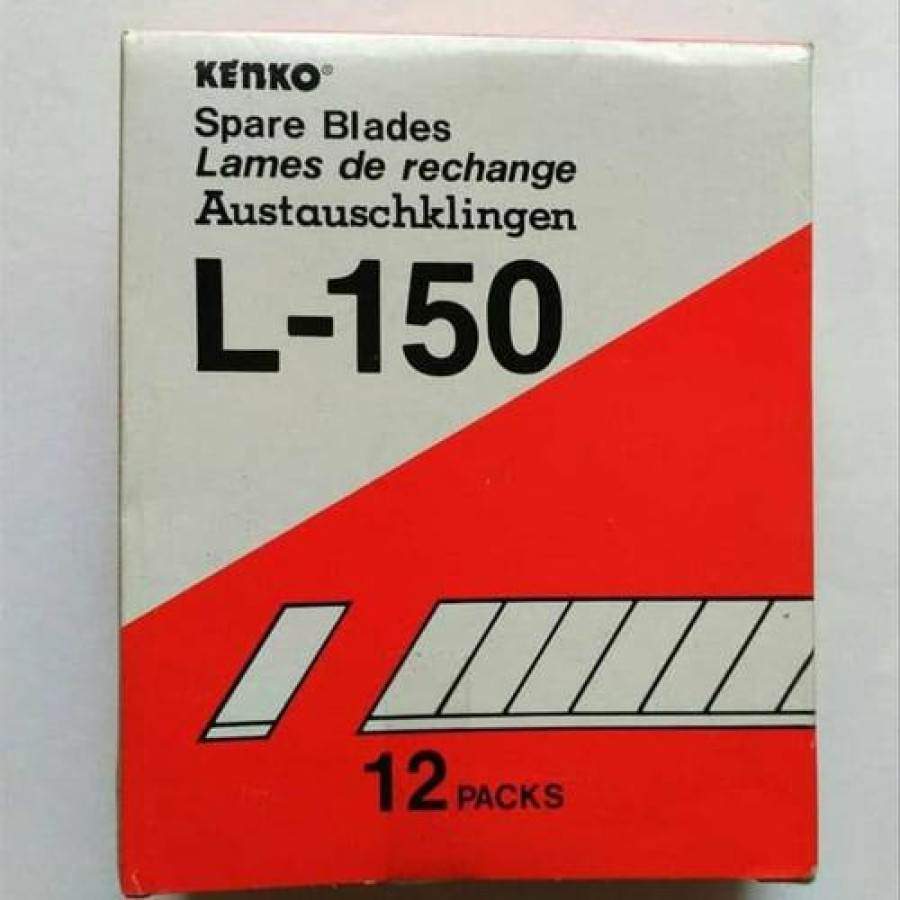 KENKO®
Spare Blades
Lames de rechange
Austauschklingen
L-150
12 PACKS